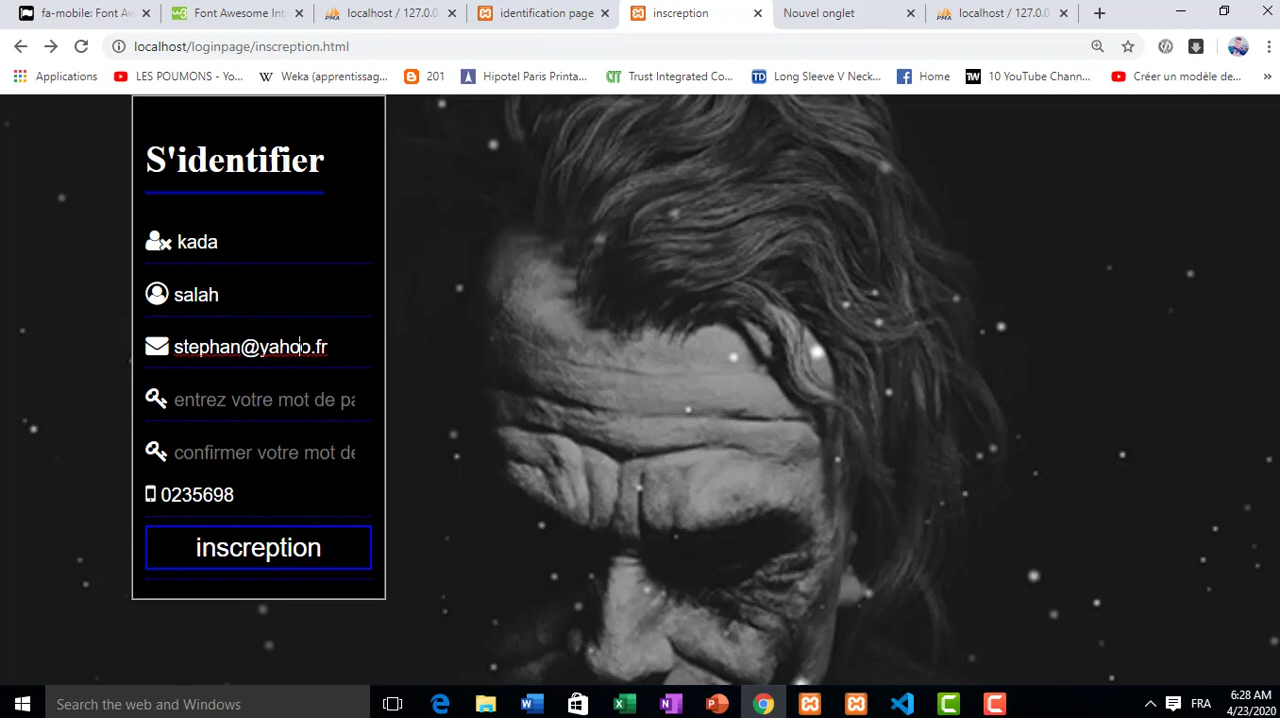 fa-mobile: Font A
Font Awesome Int
localhost / 127.0.0
identification page
inscreption
Nouvel onglet
localhost / 127.0.
localhost/loginpage/inscreption.html
Applications
LES POUMONS - Yo...
Weka (apprentissag...
201
Hipotel Paris Printa...
Trust Integrated Co...
Long Sleeve V Neck...
Home
10 YouTube Chann...
Créer un modèle de...
S'identifier
kada
salah
stephan@yahoo.fr
entrez votre mot de pa
confirmer votre mot de
0235698
inscreption
Search the web and Windows
FRA
6:28 AM
4/23/2020